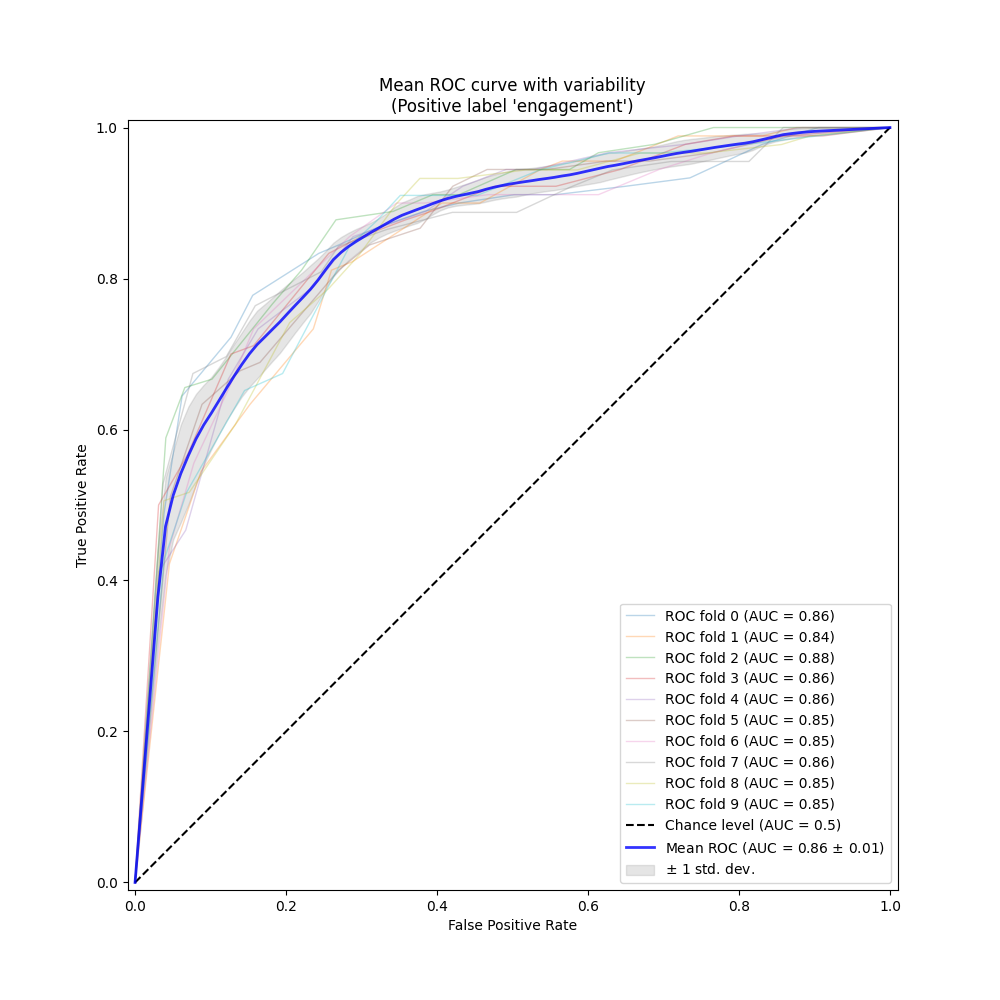 Mean ROC curve with variability
(Positive label 'engagement')
True Positive Rate
1.0
0.8
0.6
0.4
0.2
0.0
0.0 0.2 0.4 0.6 0.8 1.0
False Positive Rate
ROC fold 0 (AUC = 0.86)
ROC fold 1 (AUC = 0.84)
ROC fold 2 (AUC = 0.88)
ROC fold 3 (AUC = 0.86)
ROC fold 4 (AUC = 0.86)
ROC fold 5 (AUC = 0.85)
ROC fold 6 (AUC = 0.85)
ROC fold 7 (AUC = 0.86)
ROC fold 8 (AUC = 0.85)
ROC fold 9 (AUC = 0.85)
Chance level (AUC = 0.5)
Mean ROC (AUC = 0.86 ± 0.01)
± 1 std. dev.